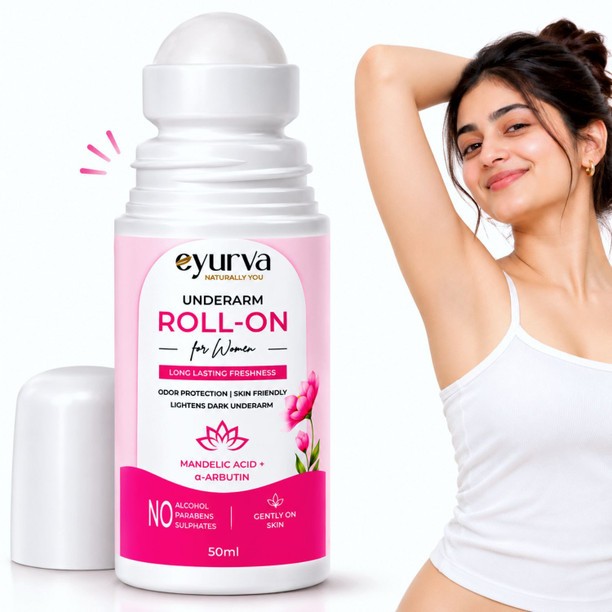 eyurva
NATURALLY YOU
UNDERARM
ROLL-ON
for Women
LONG LASTING FRESHNESS
ODOR PROTECTION | SKIN FRIENDLY
LIGHTENS DARK UNDERARM
MANDELIC ACID +
α-ARBUTIN
NO ALCOHOL
PARABENS
SULPHATES
GENTLY ON
SKIN
50ml